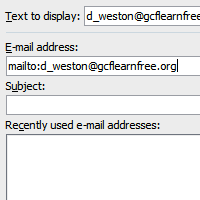 Text to display: d_weston@gcflearnfree
E-mail address:
mailto:d_weston@gcflearnfree.org
Subject:
Recently used e-mail addresses: